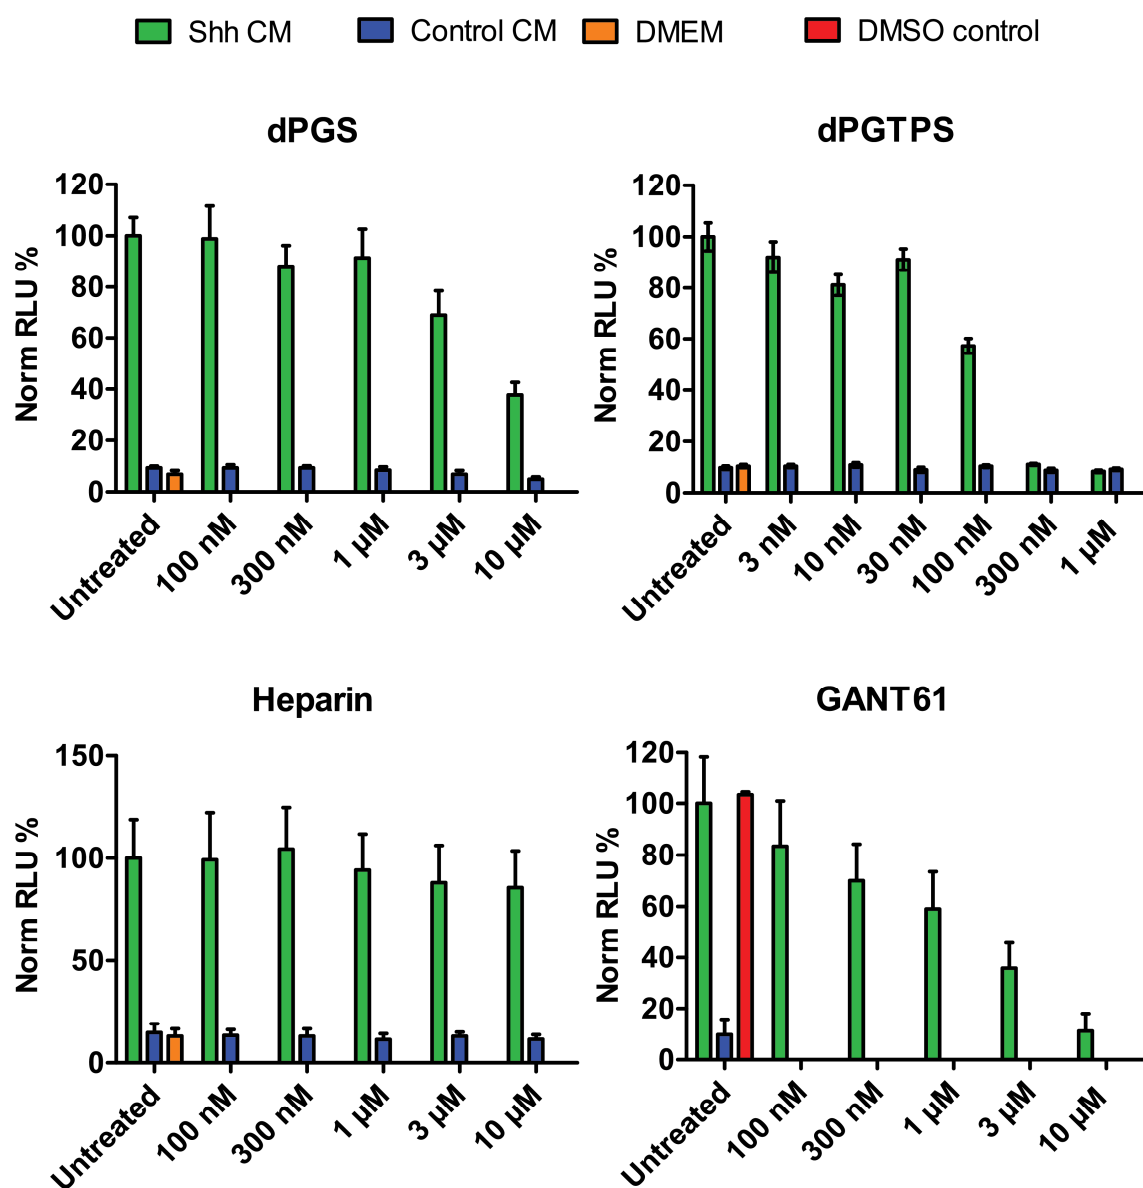 Shh CM Control CM DMEM DMSO control
dPGS
Norm RLU %
120
100
80
60
40
20
0
Untreated 100 nM 300 nM 1 µM 3 µM 10 µM
dPGTPS
Norm RLU %
120
100
80
60
40
20
0
Untreated 3 nM 10 nM 30 nM 100 nM 300 nM 1 µM
Heparin
Norm RLU %
150
100
50
0
Untreated 100 nM 300 nM 1 µM 3 µM 10 µM
GANT61
Norm RLU %
120
100
80
60
40
20
0
Untreated 100 nM 300 nM 1 µM 3 µM 10 µM